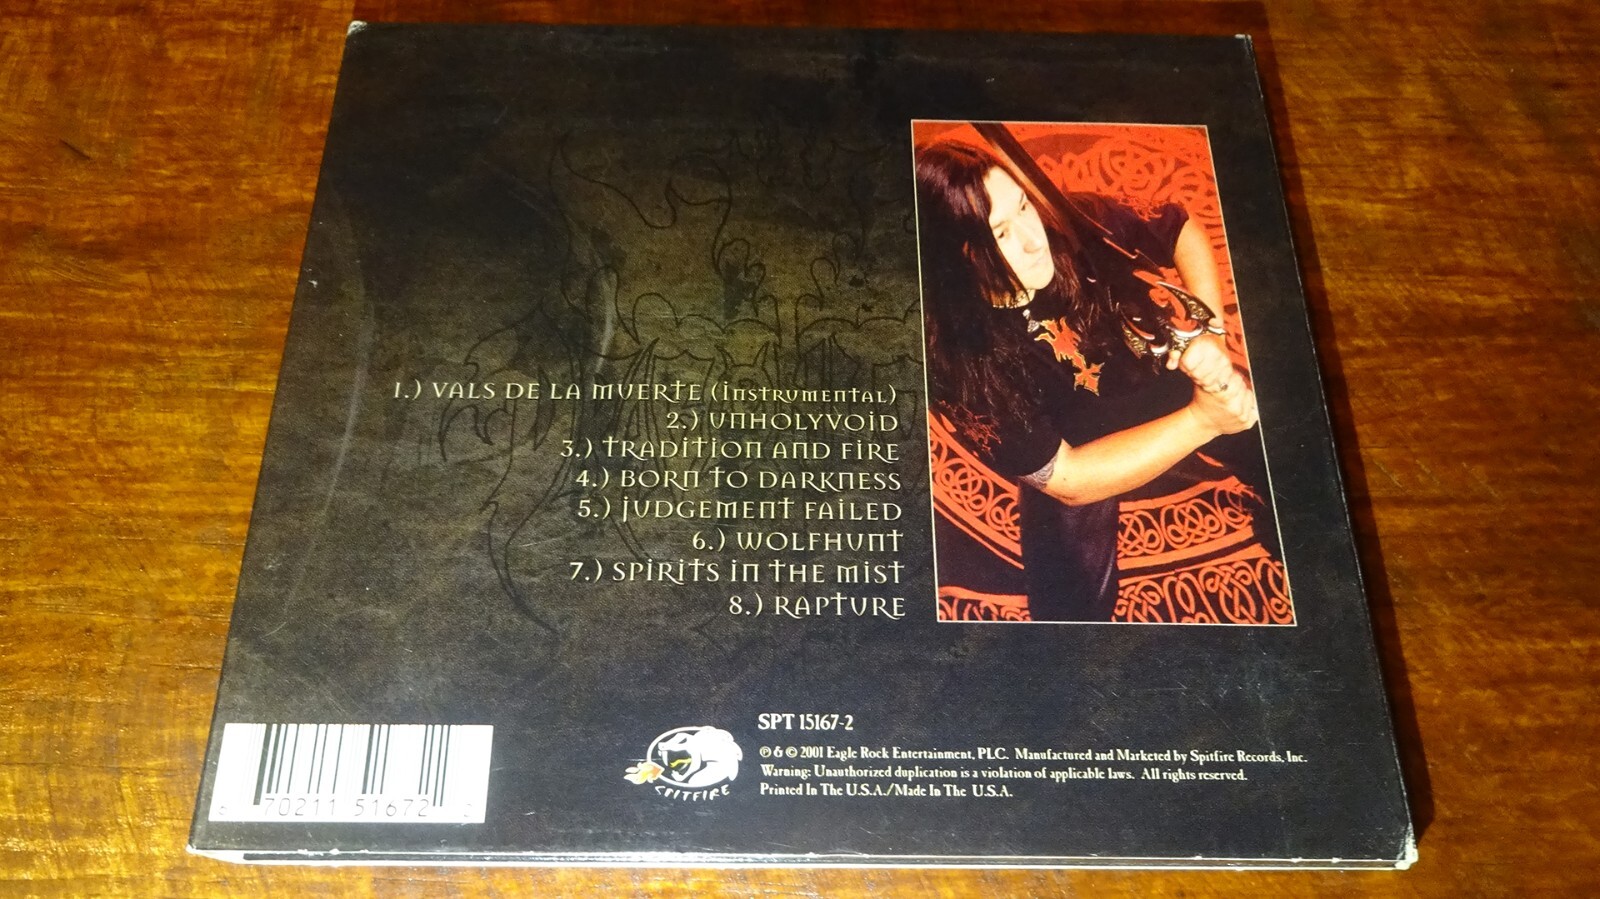 1.) VALS DE LA MUERTE (INSTRUMENTAL)
2.) UNHOLYVOID
3.) TRADITION AND FIRE
4.) BORN TO DARKNESS
5.) JUDGEMENT FAILED
6.) WOLFHUNT
7.) SPIRITS IN THE MIST
8.) RAPTURE
SPT 15167-2
℗ & © 2001 Eagle Rock Entertainment, PLC. Manufactured and Marketed by Spitfire Records, Inc.
Warning: Unauthorized duplication is a violation of applicable laws. All rights reserved.
Printed In The U.S.A./Made In The U.S.A.
SPITFIRE
6 70211 51672 2